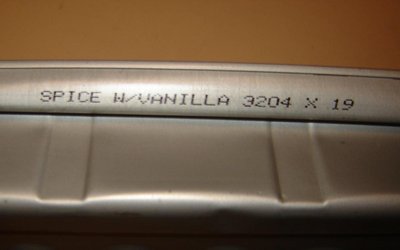 SPICE W/VANILLA 3204 X 19